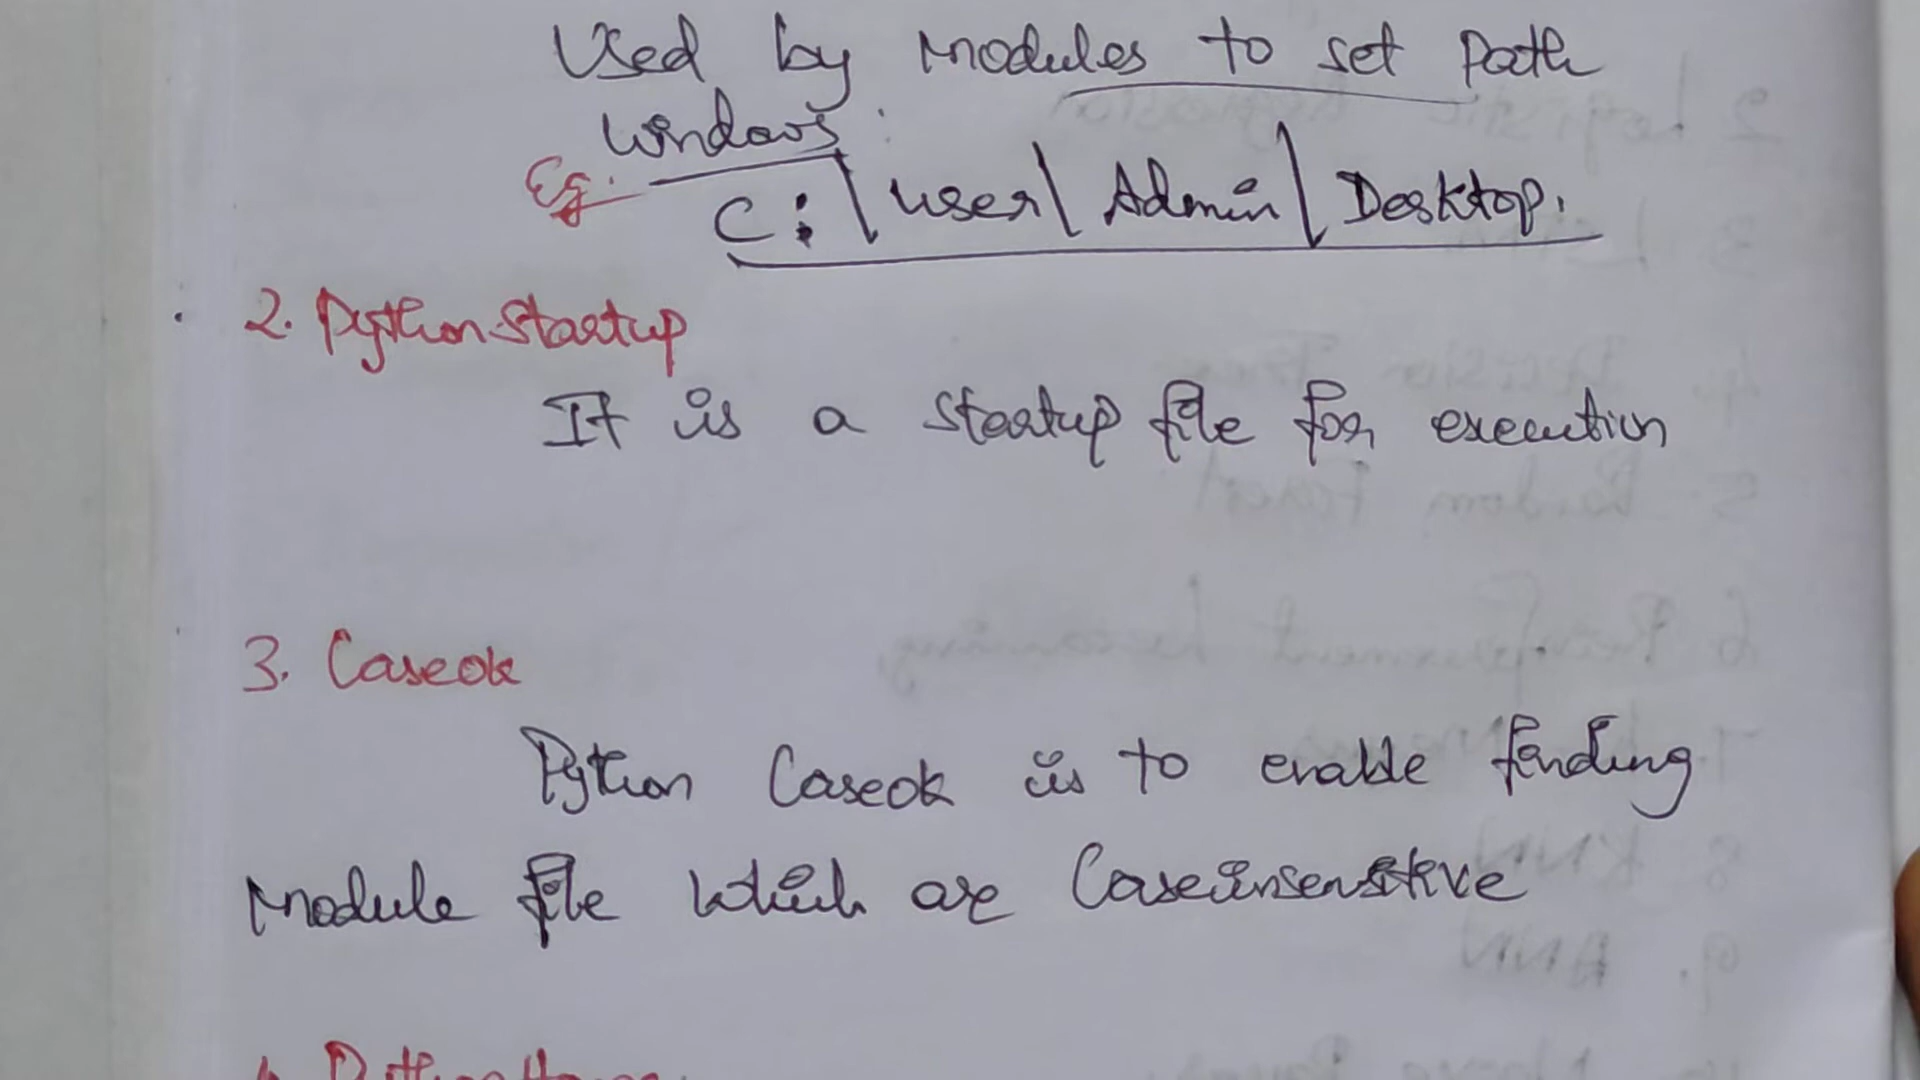 Used by modules to set path
windows:
Eg. C:\user\Admin\Desktop.
2. Python Startup
It is a startup file for execution
3. Caseok
Python Caseok is to enable finding
Module file which are Caseinsensitive